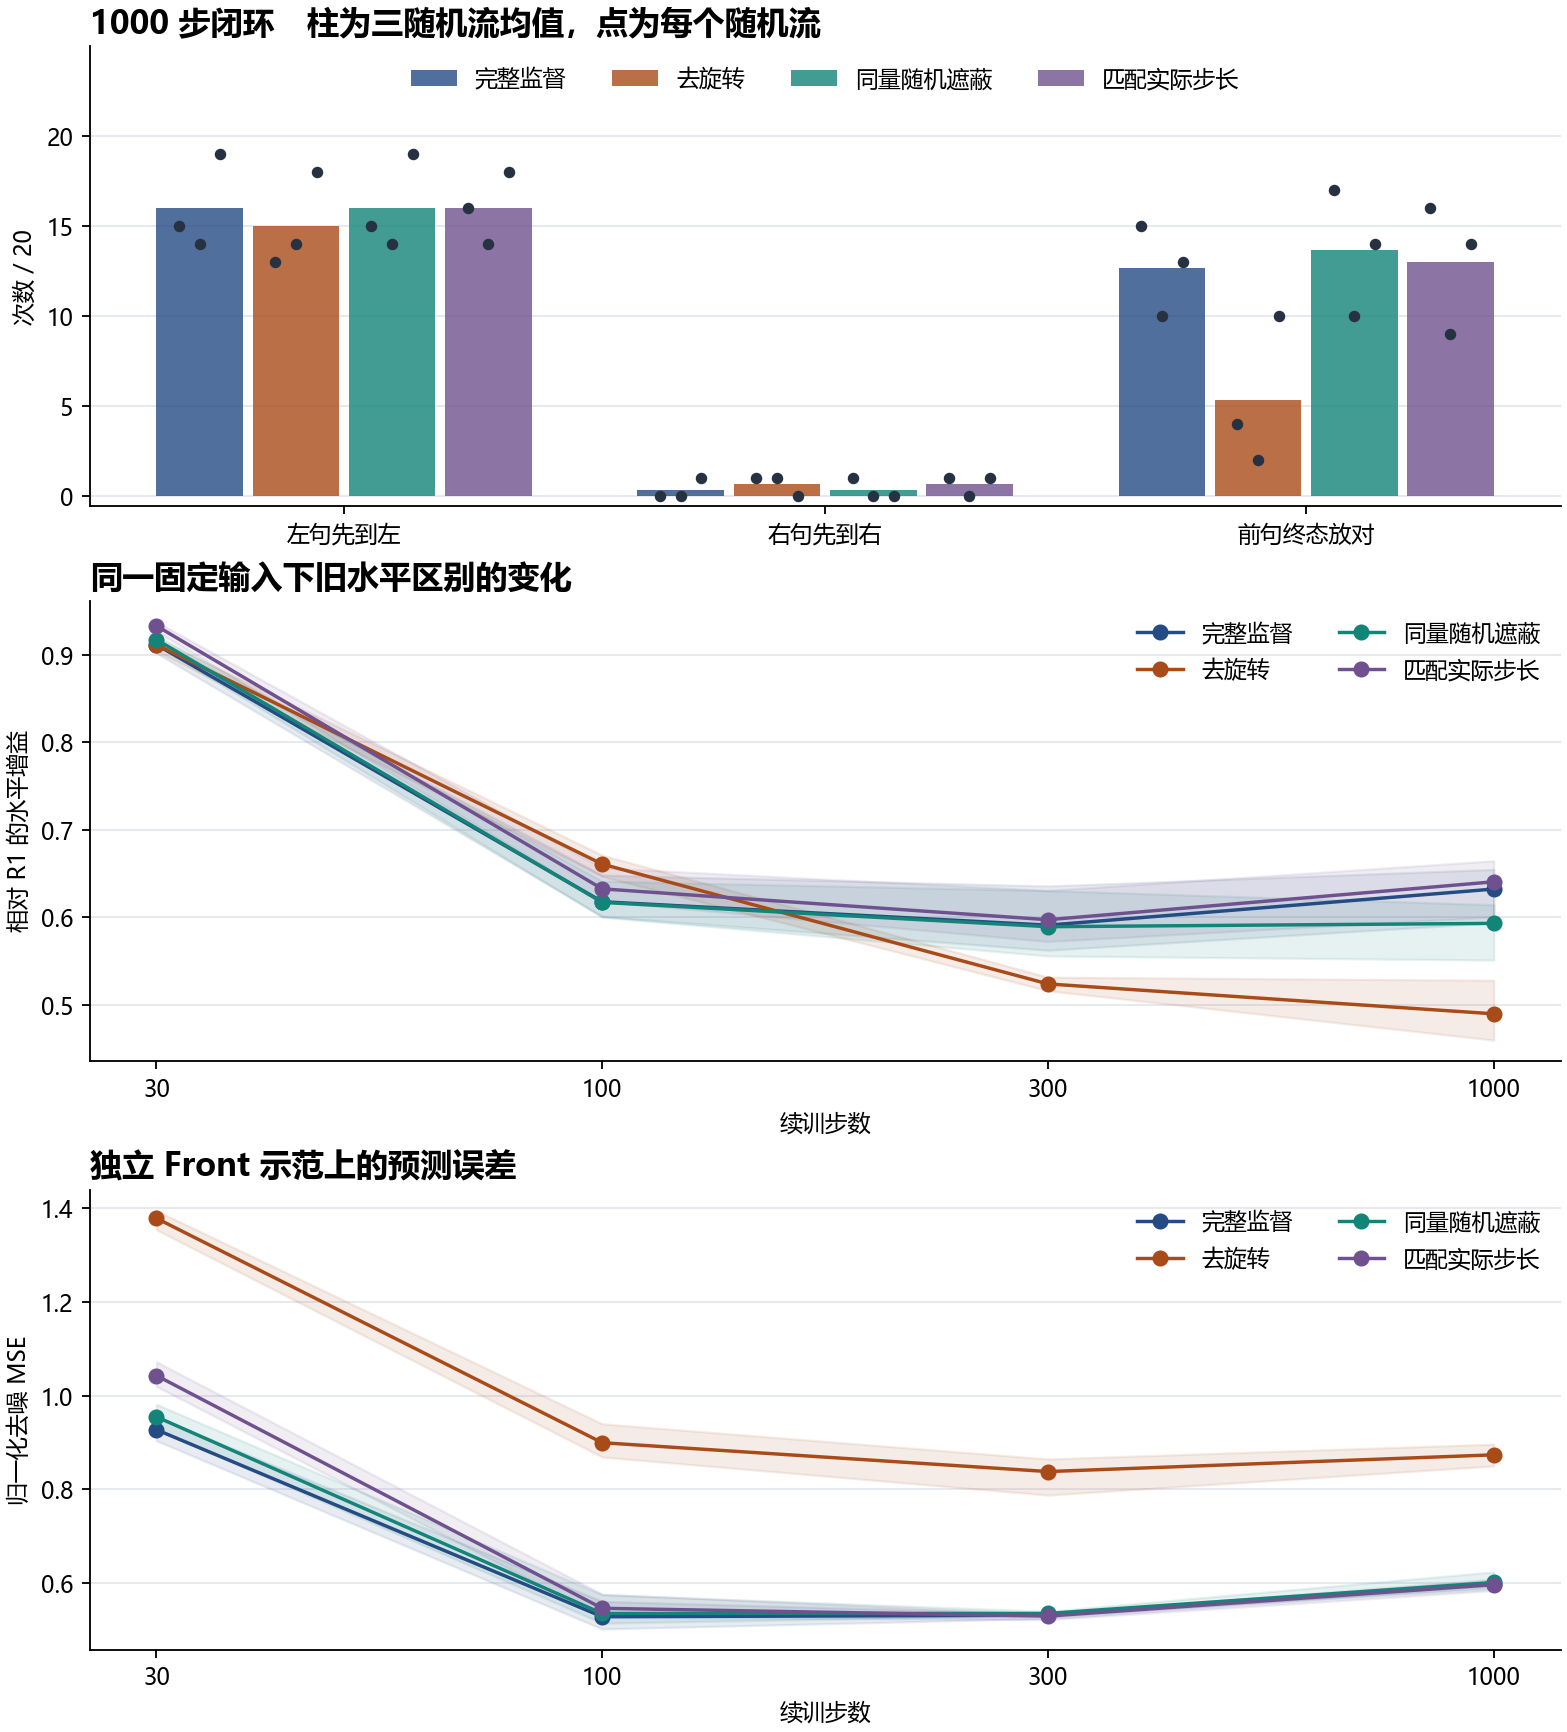 1000 步闭环 柱为三随机流均值，点为每个随机流
完整监督 去旋转 同量随机遮蔽 匹配实际步长
次数 / 20
20
15
10
5
0
左句先到左 右句先到右 前句终态放对
同一固定输入下旧水平区别的变化
完整监督 同量随机遮蔽
去旋转 匹配实际步长
相对 R1 的水平增益
0.9
0.8
0.7
0.6
0.5
30 100 300 1000
续训步数
独立 Front 示范上的预测误差
完整监督 同量随机遮蔽
去旋转 匹配实际步长
归一化去噪 MSE
1.4
1.2
1.0
0.8
0.6
30 100 300 1000
续训步数